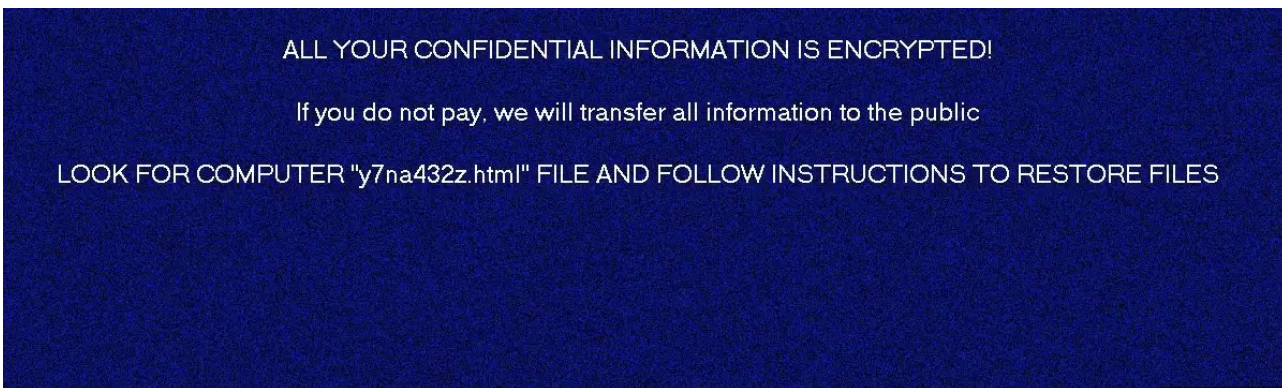 ALL YOUR CONFIDENTIAL INFORMATION IS ENCRYPTED!
If you do not pay, we will transfer all information to the public
LOOK FOR COMPUTER "y7na432z.html" FILE AND FOLLOW INSTRUCTIONS TO RESTORE FILES